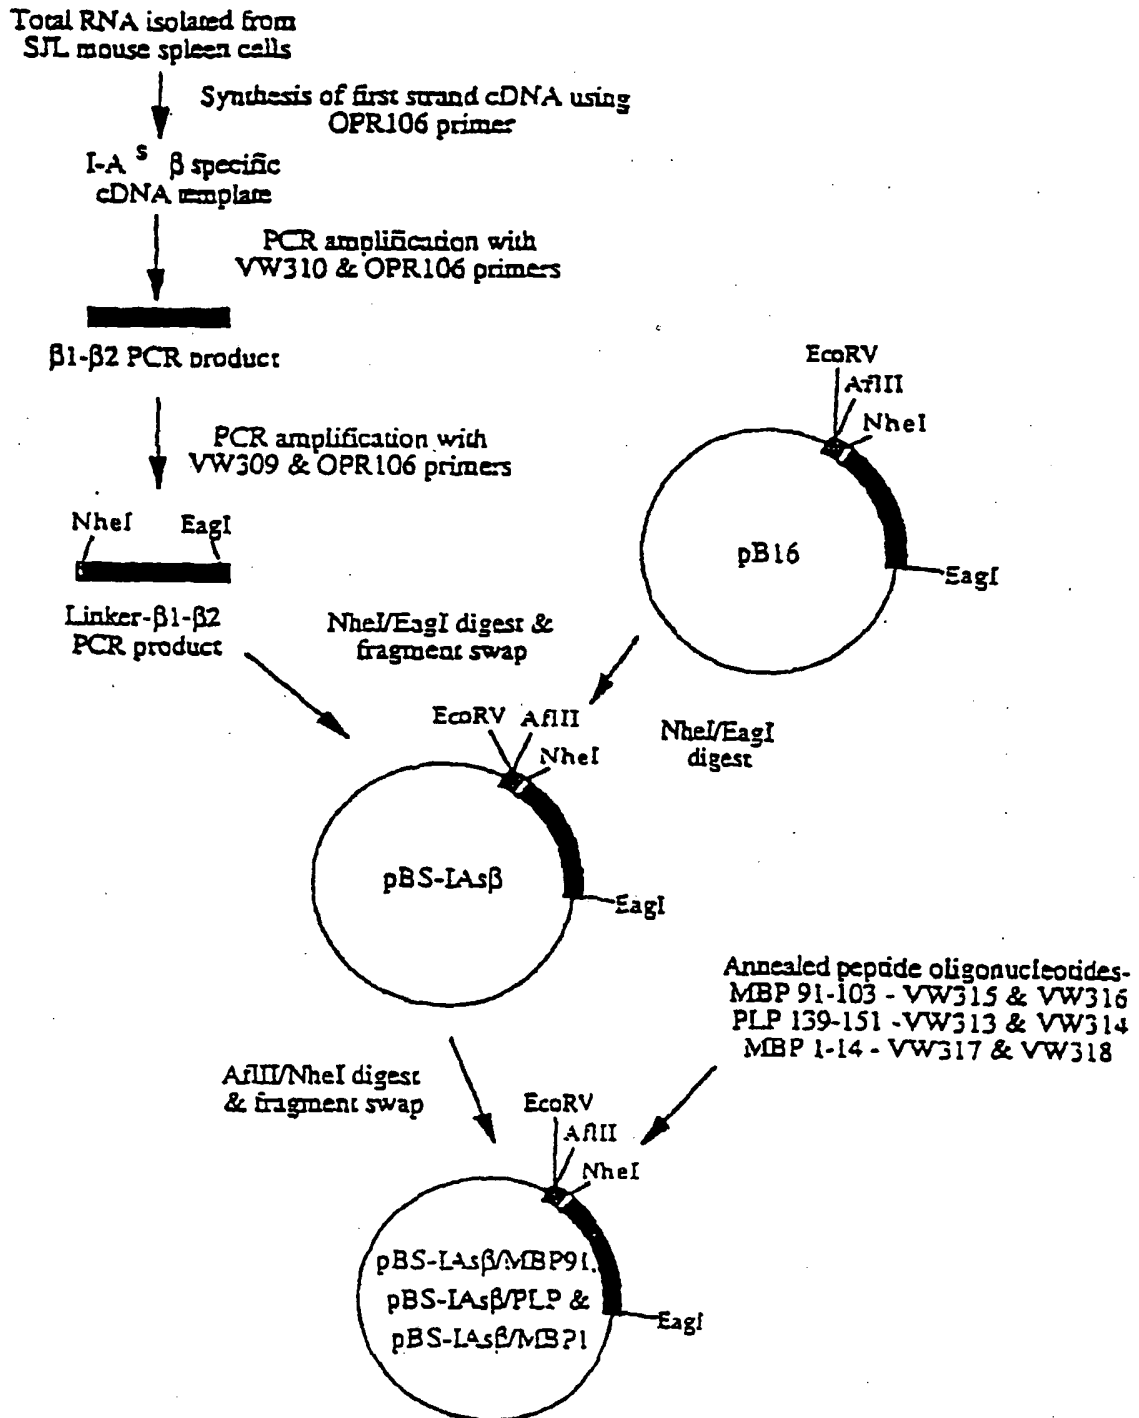 Total RNA isolated from
SJL mouse spleen cells
Synthesis of first strand cDNA using
OPR106 primer
I-A s β specific
cDNA template
PCR amplification with
VW310 & OPR106 primers
β1-β2 PCR product
PCR amplification with
VW309 & OPR106 primers
NheI EagI
Linker-β1-β2
PCR product
EcoRV
AflII
NheI
pB16
EagI
NheI/EagI digest &
fragment swap
NheI/EagI
digest
EcoRV AflII
NheI
pBS-IAsβ
EagI
Annealed peptide oligonucleotides-
MBP 91-103 - VW315 & VW316
PLP 139-151 -VW313 & VW314
MBP 1-14 - VW317 & VW318
AflII/NheI digest
& fragment swap
EcoRV
AflII
NheI
pBS-IAsβ/MBP91,
pBS-IAsβ/PLP &
pBS-IAsβ/MBP1
EagI